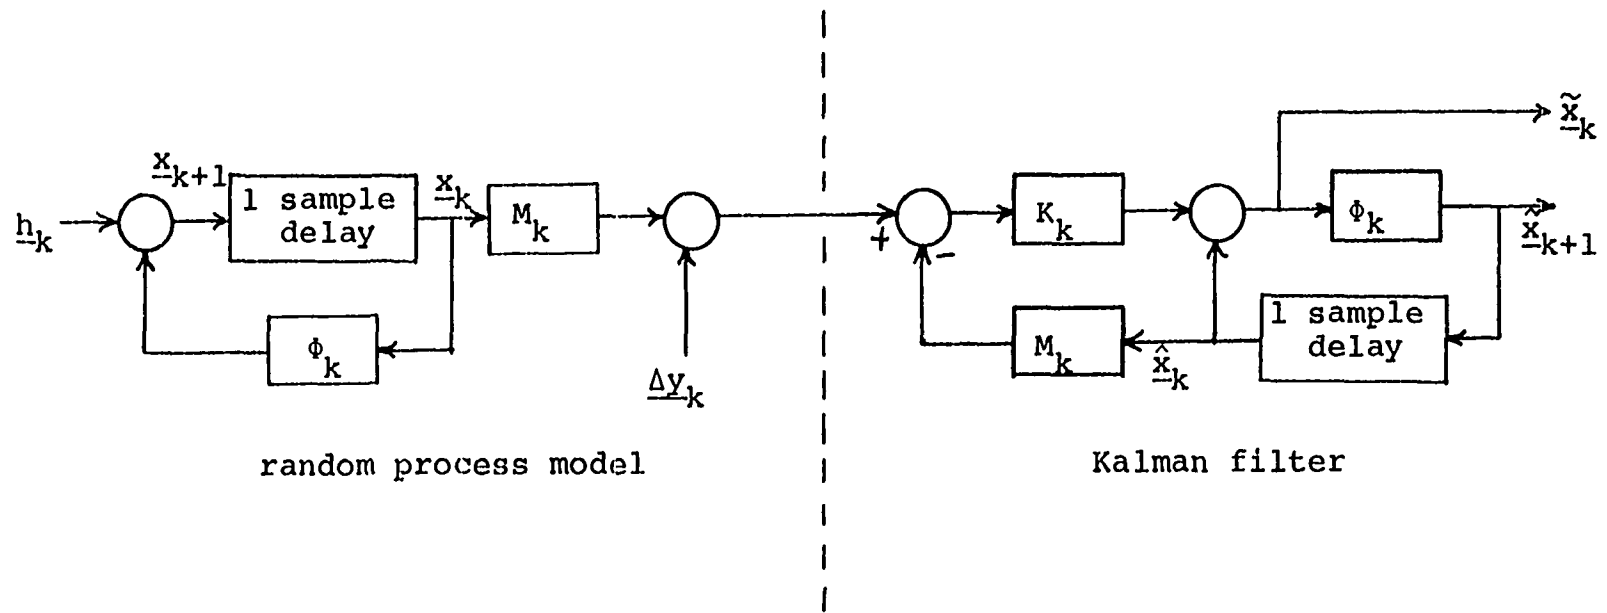 h_k
x_k+1
1 sample
delay
x_k
M_k
Φ_k
Δy_k
random process model
+
-
K_k
x̃_k
Φ_k
x̂_k+1
1 sample
delay
M_k
x̂_k
Kalman filter